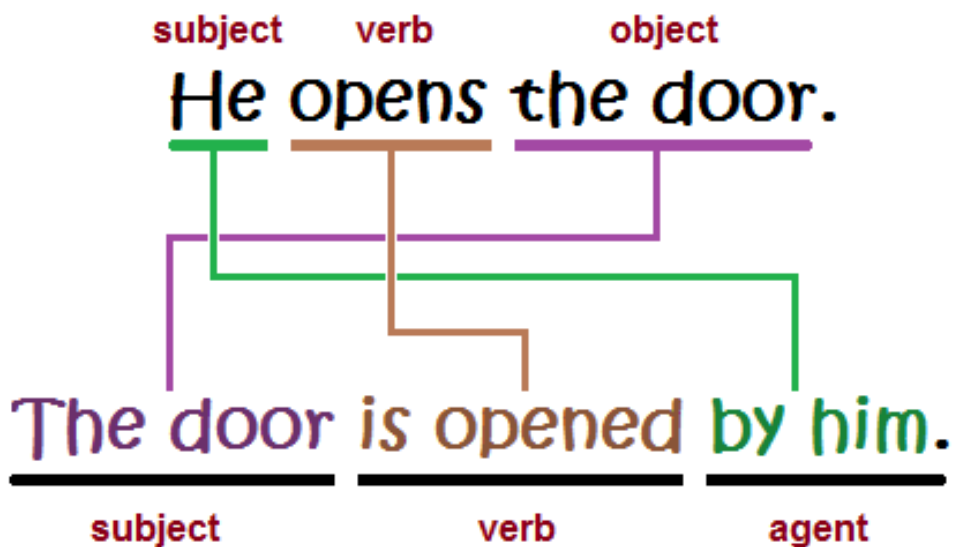 subject verb object
He opens the door.
The door is opened by him.
subject verb agent